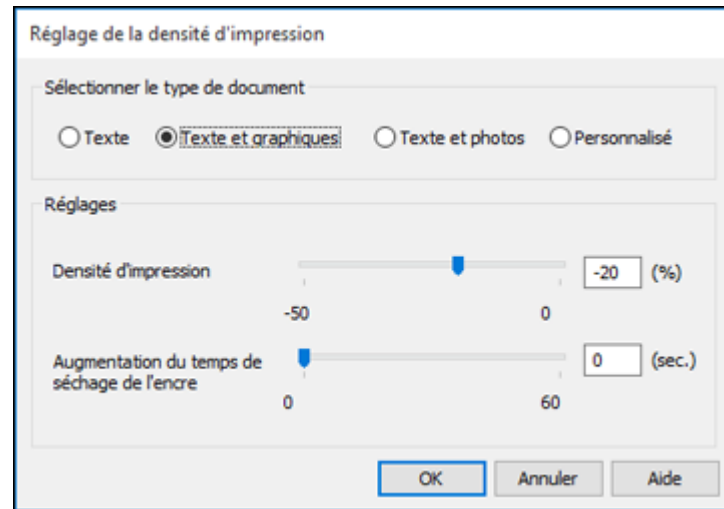 Réglage de la densité d'impression
Sélectionner le type de document
Texte Texte et graphiques Texte et photos Personnalisé
Réglages
Densité d'impression -20 (%)
-50 0
Augmentation du temps de séchage de l'encre 0 (sec.)
0 60
OK Annuler Aide